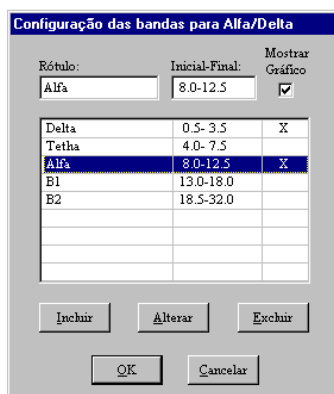 Configuração das bandas para Alfa/Delta
Rótulo: Inicial-Final: Mostrar Gráfico
Alfa 8.0-12.5
Delta 0.5- 3.5 X
Tetha 4.0- 7.5
Alfa 8.0-12.5 X
B1 13.0-18.0
B2 18.5-32.0
Incluir Alterar Excluir
OK Cancelar